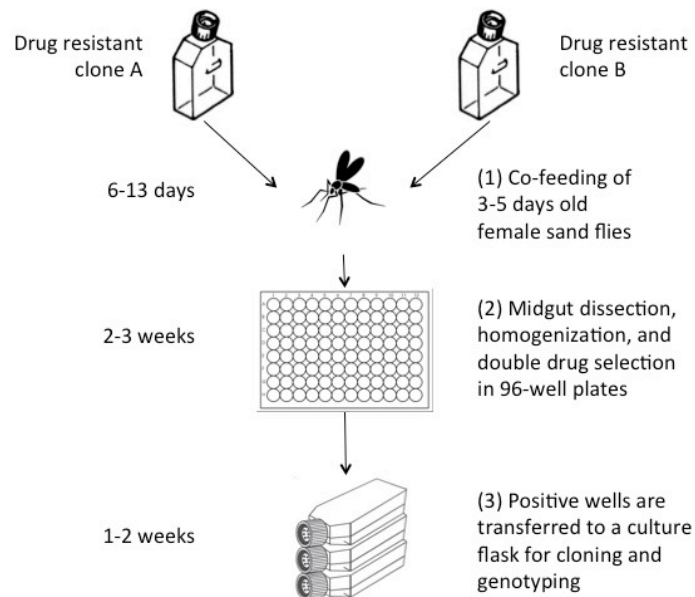 Drug resistant
clone A
Drug resistant
clone B
6-13 days
(1) Co-feeding of
3-5 days old
female sand flies
2-3 weeks
(2) Midgut dissection,
homogenization, and
double drug selection
in 96-well plates
1-2 weeks
(3) Positive wells are
transferred to a culture
flask for cloning and
genotyping